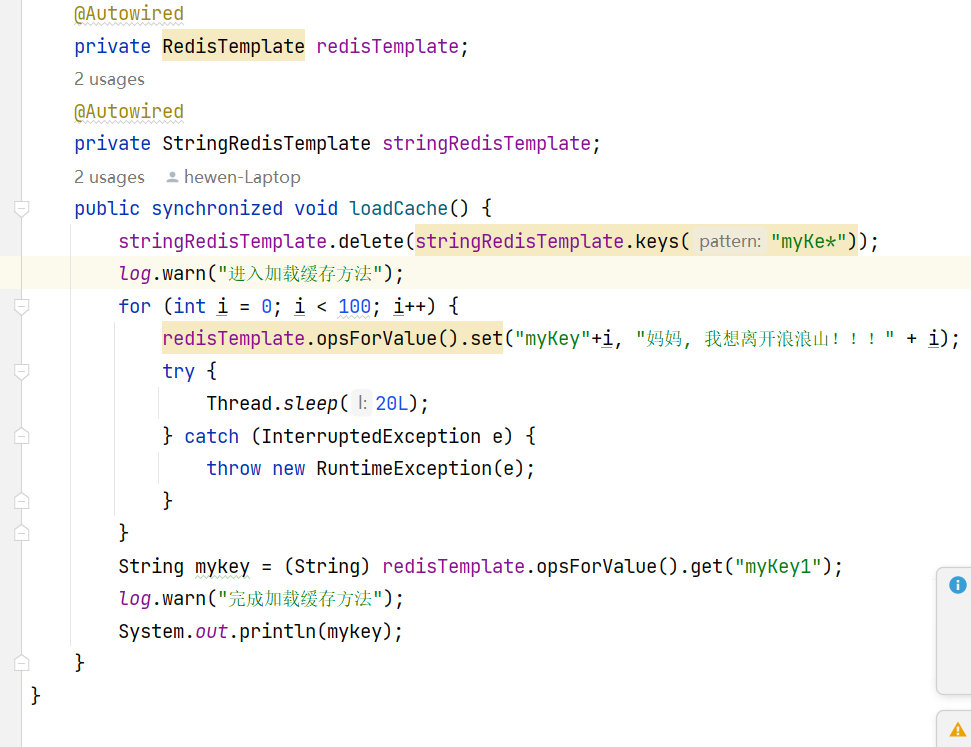 @Autowired
private RedisTemplate redisTemplate;
2 usages
@Autowired
private StringRedisTemplate stringRedisTemplate;
2 usages hewen-Laptop
public synchronized void loadCache() {
stringRedisTemplate.delete(stringRedisTemplate.keys( pattern: "myKe*"));
log.warn("进入加载缓存方法");
for (int i = 0; i < 100; i++) {
redisTemplate.opsForValue().set("myKey"+i, "妈妈, 我想离开浪浪山!!!" + i);
try {
Thread.sleep( l: 20L);
} catch (InterruptedException e) {
throw new RuntimeException(e);
}
}
String mykey = (String) redisTemplate.opsForValue().get("myKey1");
log.warn("完成加载缓存方法");
System.out.println(mykey);
}
}